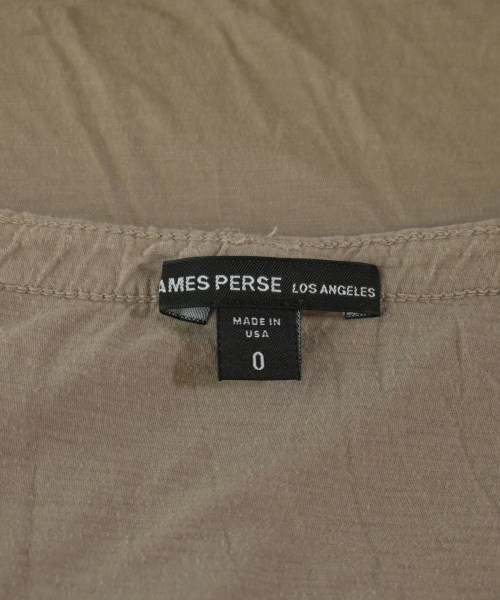 AMES PERSE LOS ANGELES
MADE IN
USA
0